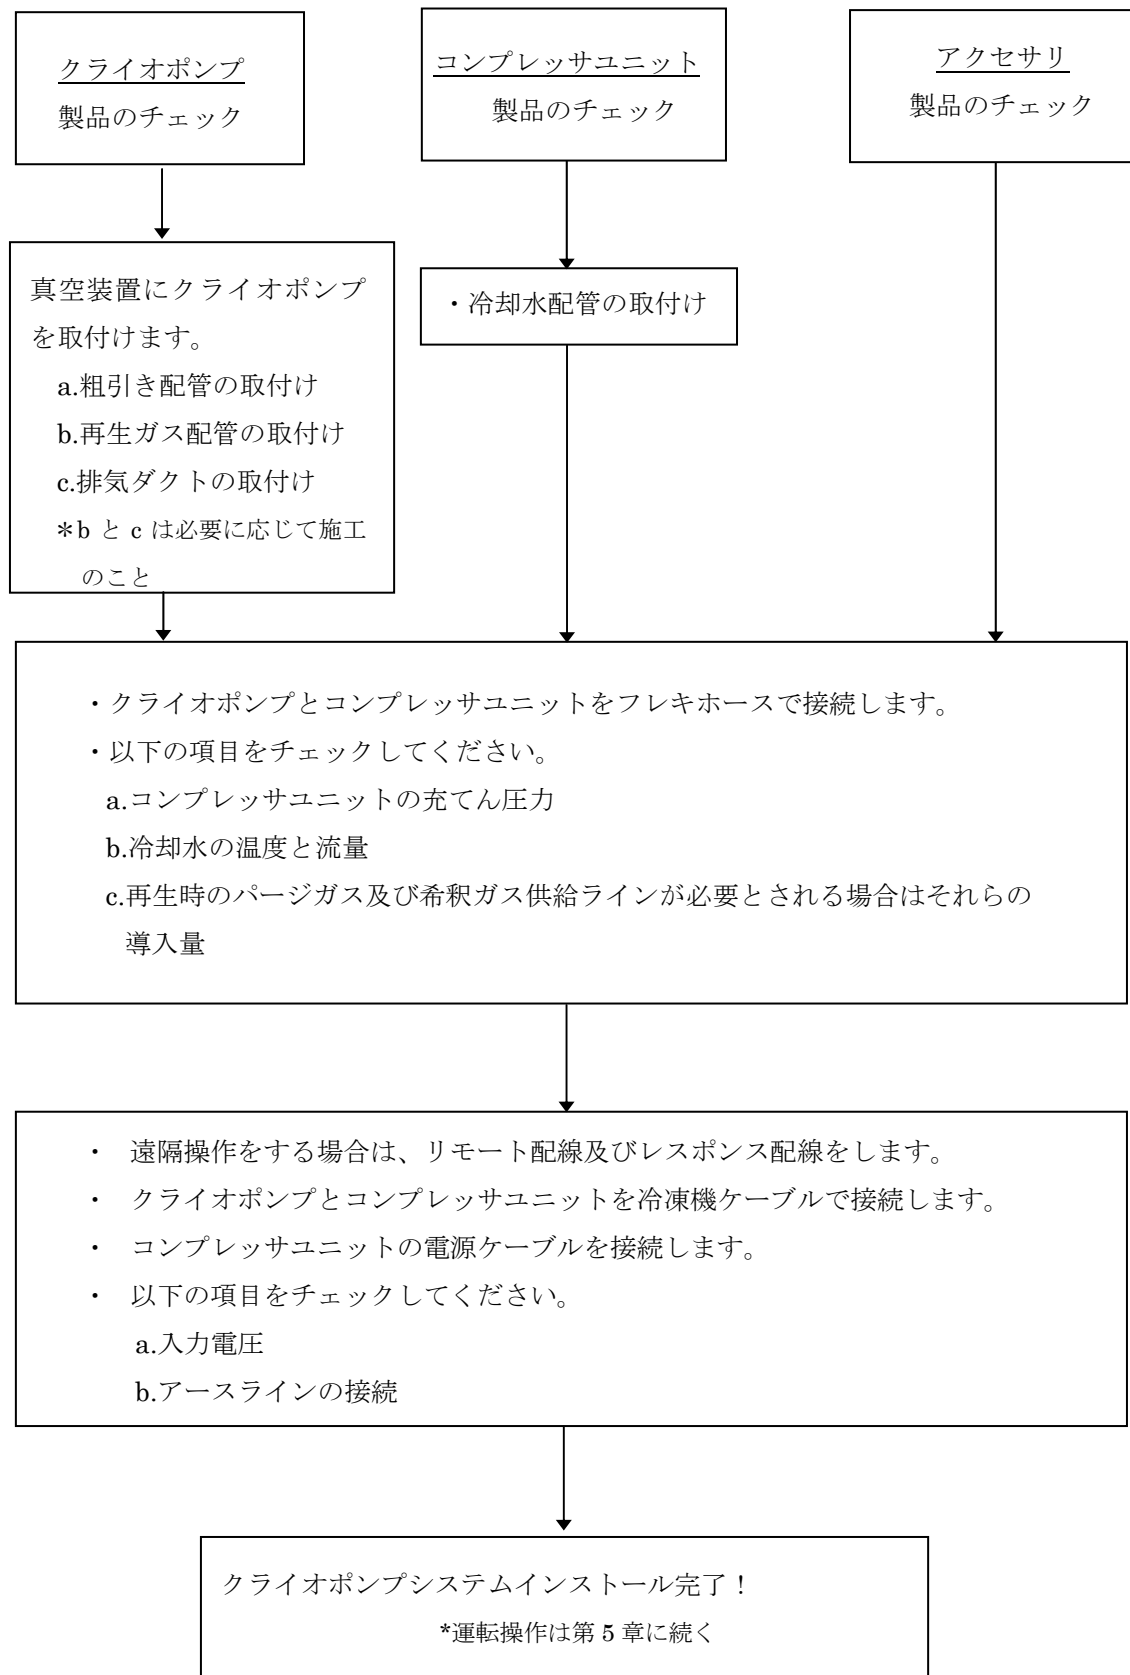 クライオポンプ
製品のチェック
コンプレッサユニット
製品のチェック
アクセサリ
製品のチェック
真空装置にクライオポンプ
を取付けます。
a.粗引き配管の取付け
b.再生ガス配管の取付け
c.排気ダクトの取付け
＊b と c は必要に応じて施工
のこと
・冷却水配管の取付け
・クライオポンプとコンプレッサユニットをフレキホースで接続します。
・以下の項目をチェックしてください。
a.コンプレッサユニットの充てん圧力
b.冷却水の温度と流量
c.再生時のパージガス及び希釈ガス供給ラインが必要とされる場合はそれらの
導入量
・ 遠隔操作をする場合は、リモート配線及びレスポンス配線をします。
・ クライオポンプとコンプレッサユニットを冷凍機ケーブルで接続します。
・ コンプレッサユニットの電源ケーブルを接続します。
・ 以下の項目をチェックしてください。
a.入力電圧
b.アースラインの接続
クライオポンプシステムインストール完了！
*運転操作は第 5 章に続く